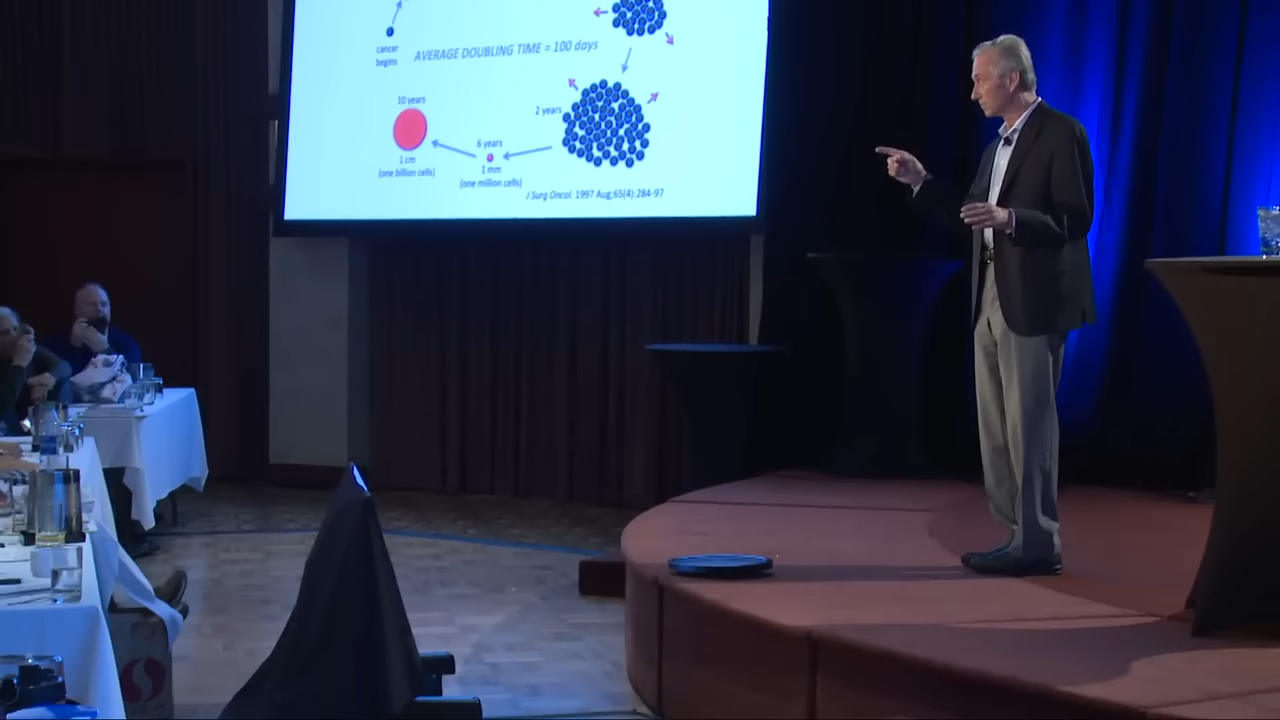 cancer
begins
AVERAGE DOUBLING TIME = 100 days
10 years
2 years
6 years
1 cm
(one billion cells)
1 mm
(one million cells)
J Surg Oncol. 1997 Aug;65(4):284-97